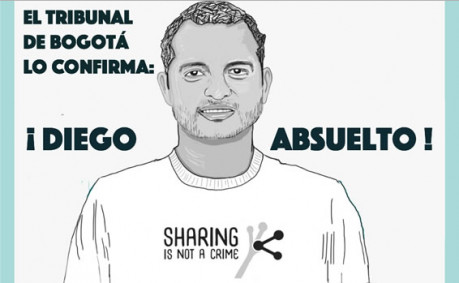 EL TRIBUNAL
DE BOGOTÁ
LO CONFIRMA:
¡DIEGO ABSUELTO!
SHARING
IS NOT A CRIME